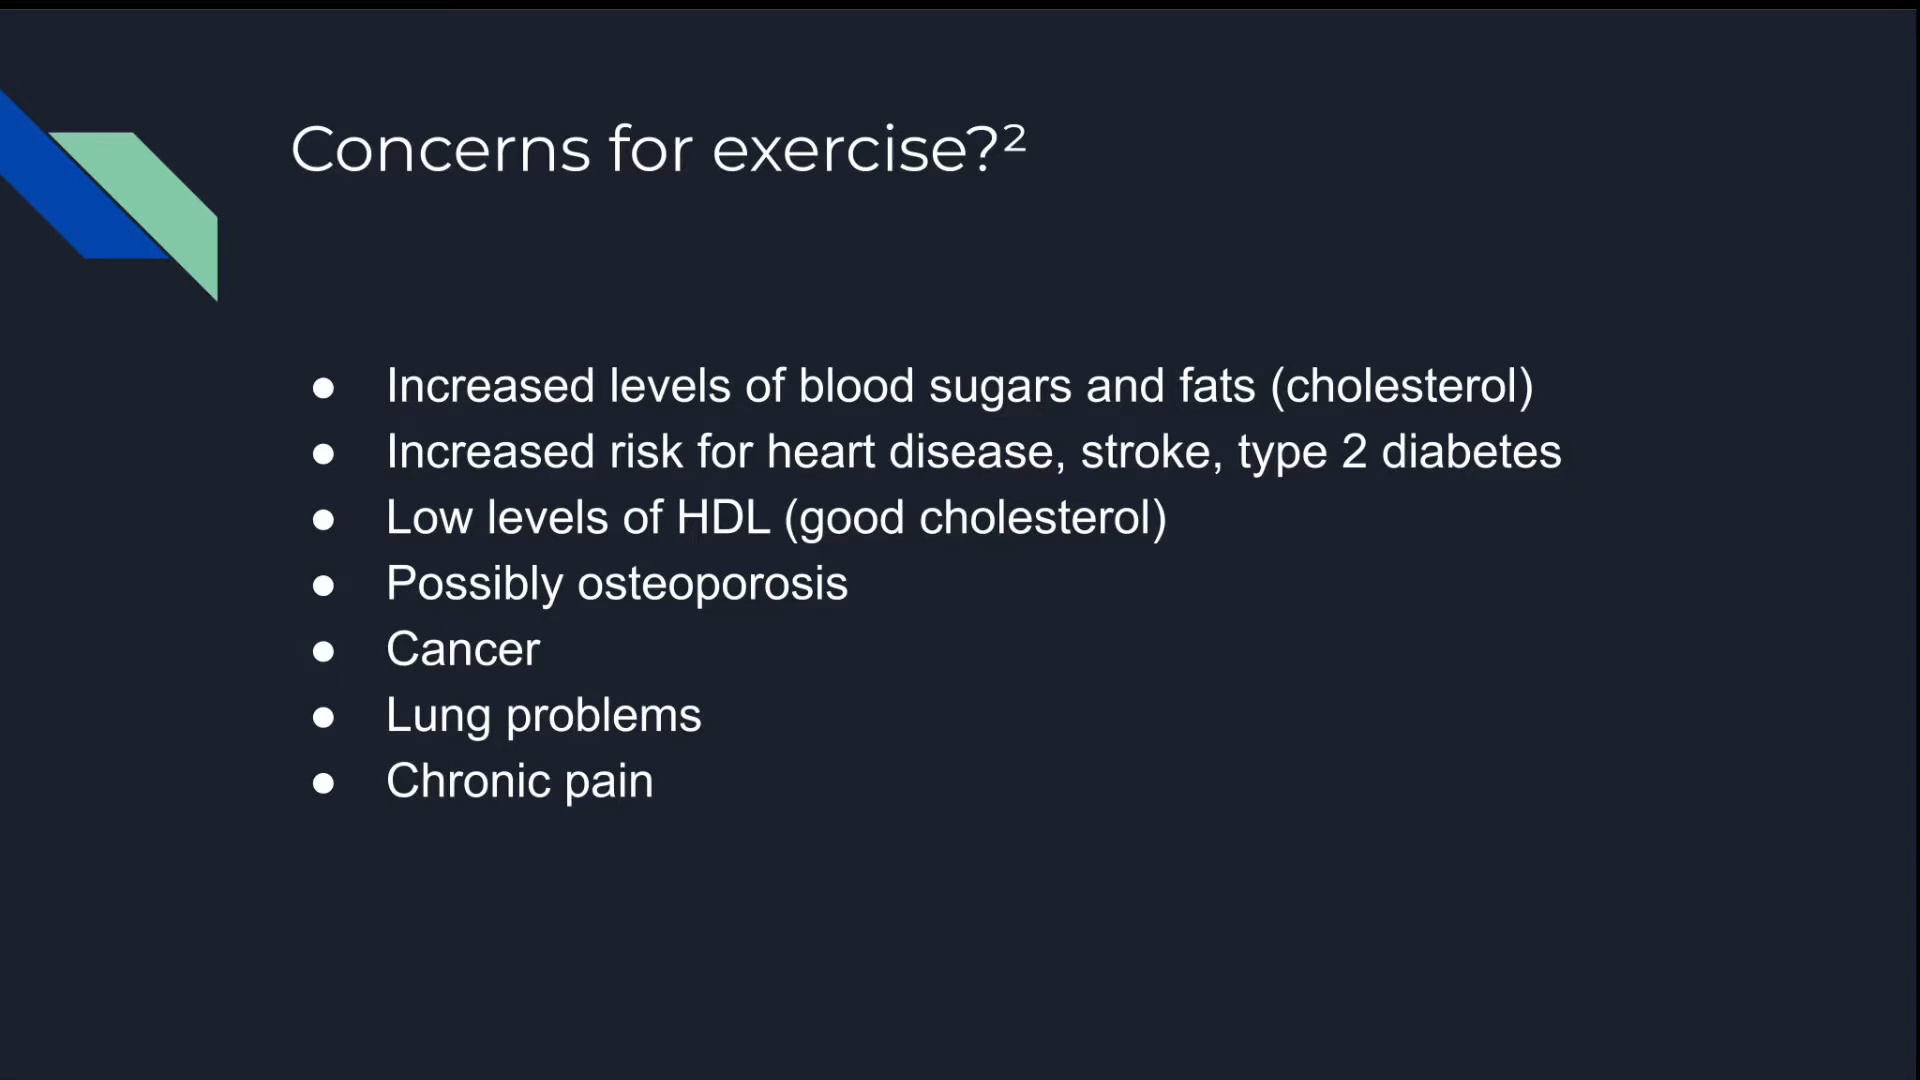 Concerns for exercise?²
● Increased levels of blood sugars and fats (cholesterol)
● Increased risk for heart disease, stroke, type 2 diabetes
● Low levels of HDL (good cholesterol)
● Possibly osteoporosis
● Cancer
● Lung problems
● Chronic pain